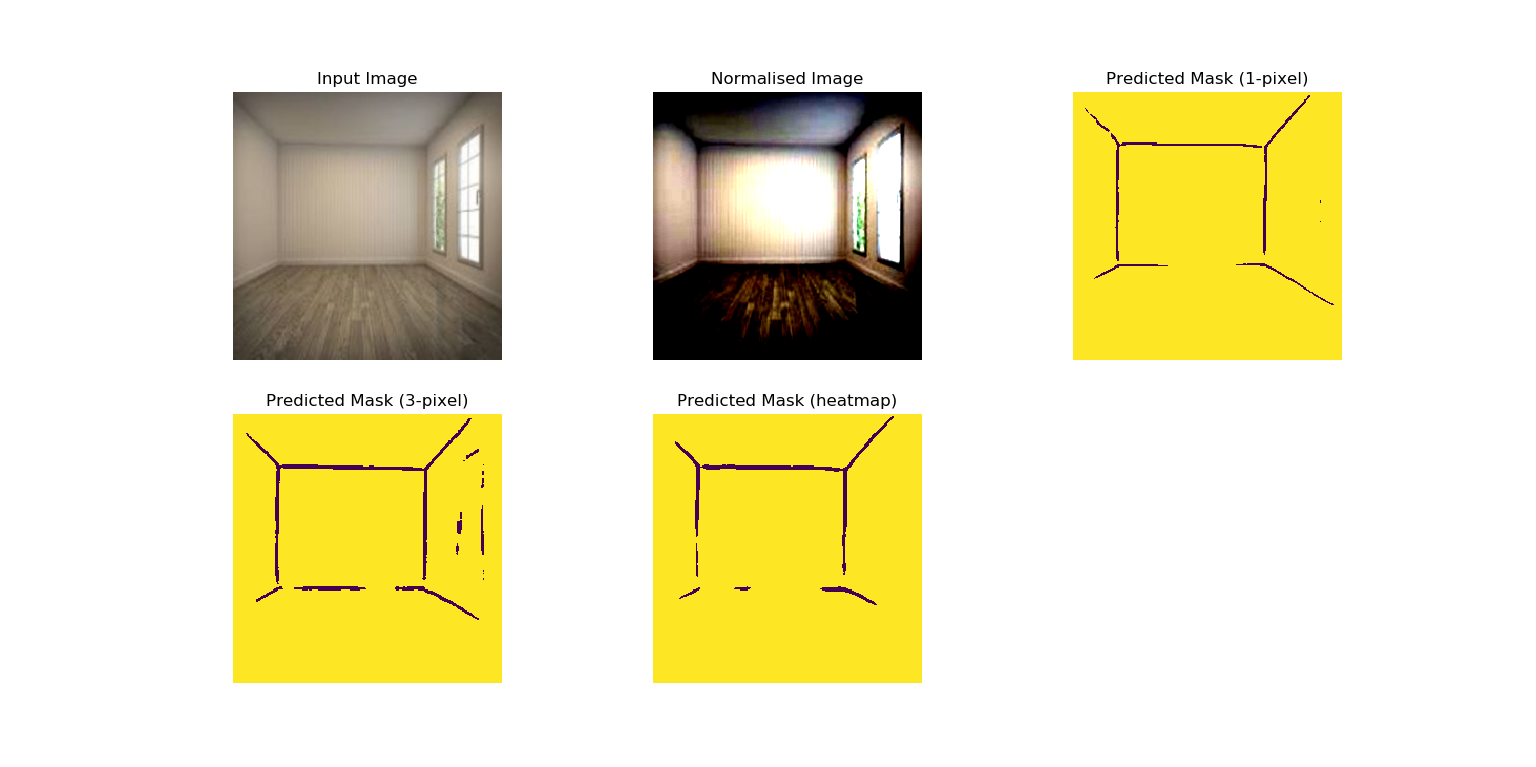 Input Image
Normalised Image
Predicted Mask (1-pixel)
Predicted Mask (3-pixel)
Predicted Mask (heatmap)